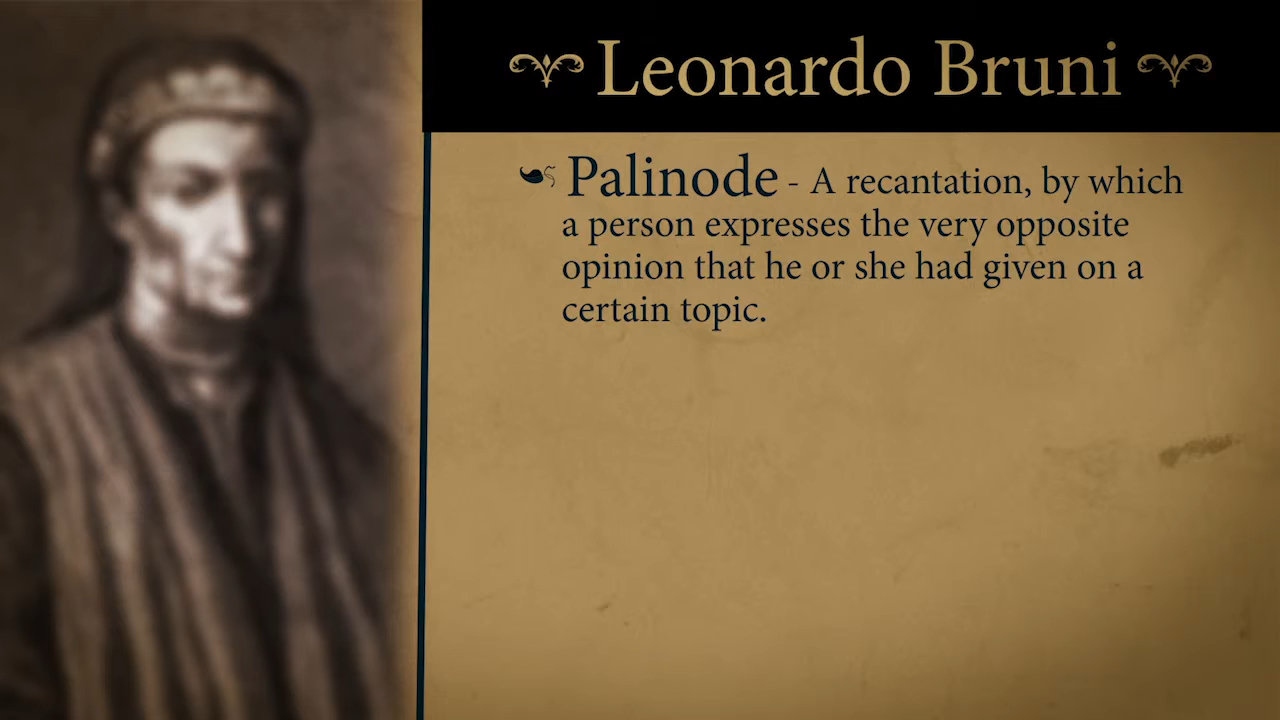 Leonardo Bruni
Palinode - A recantation, by which
a person expresses the very opposite
opinion that he or she had given on a
certain topic.